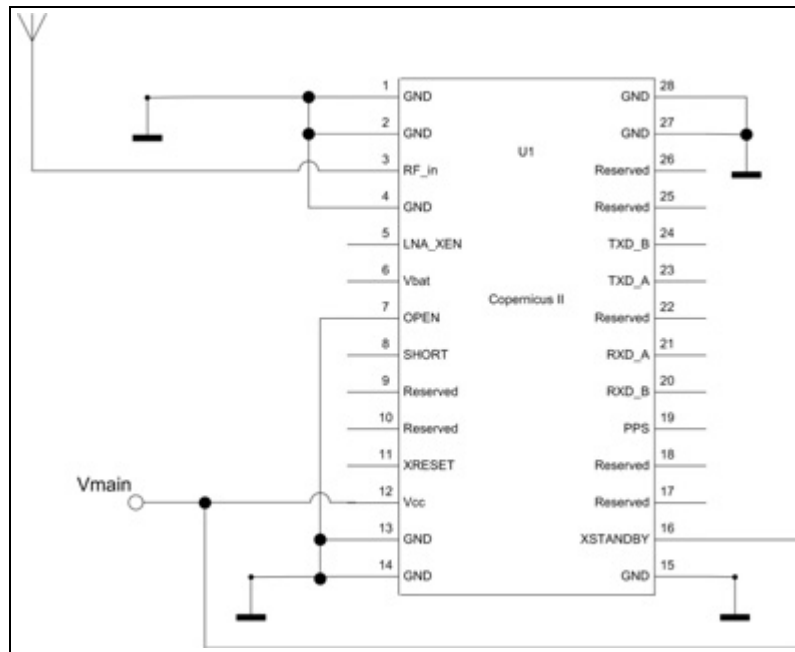 1 GND GND 28
2 GND GND 27
U1
3 RF_in Reserved 26
4 GND Reserved 25
5 LNA_XEN TXD_B 24
6 Vbat TXD_A 23
Copernicus II
7 OPEN Reserved 22
8 SHORT RXD_A 21
9 Reserved RXD_B 20
10 Reserved PPS 19
11 XRESET Reserved 18
Vmain
12 Vcc Reserved 17
13 GND XSTANDBY 16
14 GND GND 15